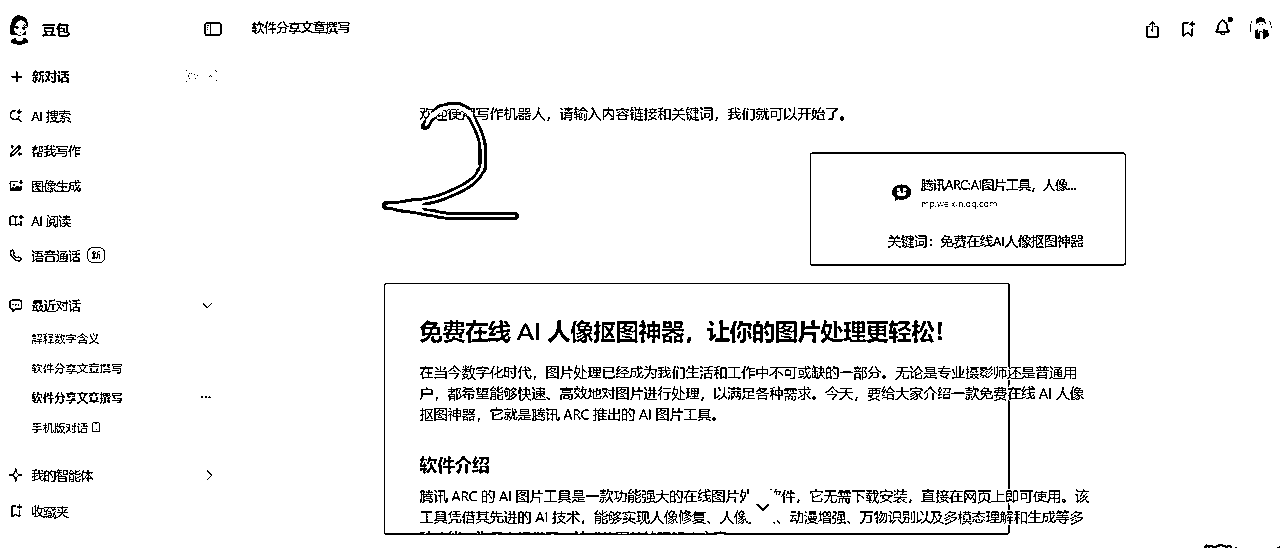 豆包
软件分享文章撰写
新对话
AI 搜索
帮我写作
图像生成
AI 阅读
语音通话 新
最近对话
解释数字含义
软件分享文章撰写
软件分享文章撰写 ...
手机版对话
我的智能体
收藏夹
2
写作机器人，请输入内容链接和关键词，我们就可以开始了。
腾讯ARC:AI图片工具，人像...
mp.weixin.qq.com
关键词：免费在线AI人像抠图神器
免费在线 AI 人像抠图神器，让你的图片处理更轻松！
在当今数字化时代，图片处理已经成为我们生活和工作中不可或缺的一部分。无论是专业摄影师还是普通用
户，都希望能够快速、高效地对图片进行处理，以满足各种需求。今天，要给大家介绍一款免费在线 AI 人像
抠图神器，它就是腾讯 ARC 推出的 AI 图片工具。
软件介绍
腾讯 ARC 的 AI 图片工具是一款功能强大的在线图片处 件，它无需下载安装，直接在网页上即可使用。该
工具凭借其先进的 AI 技术，能够实现人像修复、人像 、动漫增强、万物识别以及多模态理解和生成等多